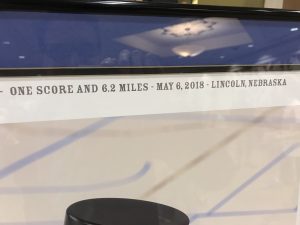 - ONE SCORE AND 6.2 MILES - MAY 6, 2018 - LINCOLN, NEBRASKA